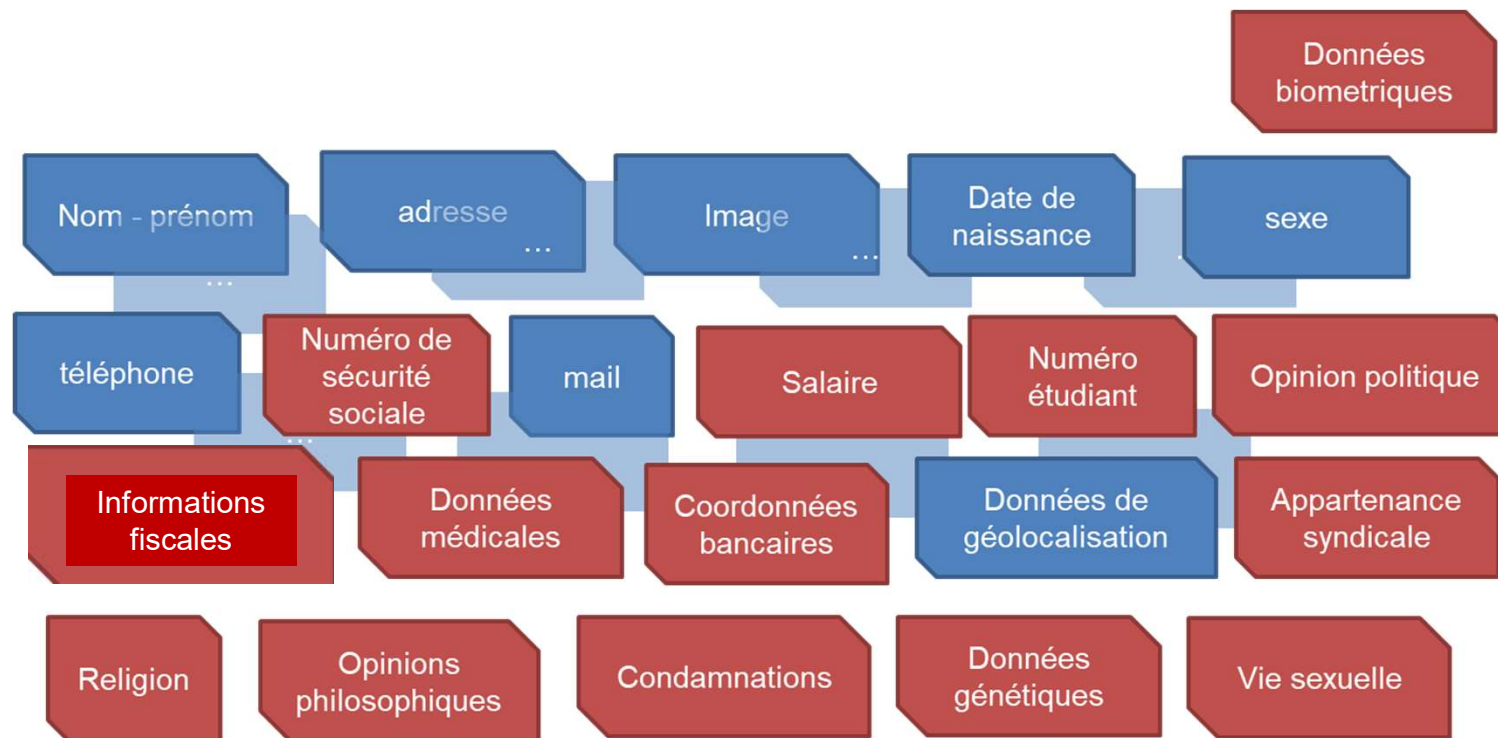 Données
biometriques
Nom - prénom
...
adresse
...
Image
...
Date de
naissance
sexe
téléphone
Numéro de
sécurité
sociale
...
mail
Salaire
Numéro
étudiant
Opinion politique
Informations
fiscales
Données
médicales
Coordonnées
bancaires
Données de
géolocalisation
Appartenance
syndicale
Religion
Opinions
philosophiques
Condamnations
Données
génétiques
Vie sexuelle